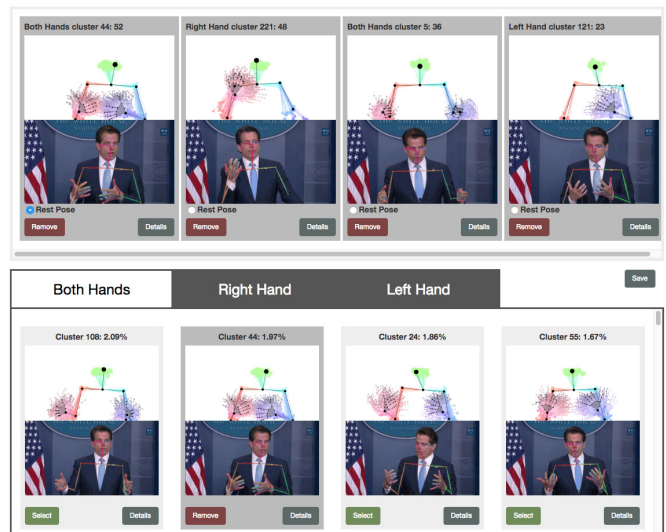 Both Hands cluster 44: 52
Right Hand cluster 221: 48
Both Hands cluster 5: 36
Left Hand cluster 121: 23
Rest Pose
Rest Pose
Rest Pose
Rest Pose
Remove
Details
Remove
Details
Remove
Details
Remove
Details
Both Hands
Right Hand
Left Hand
Save
Cluster 108: 2.09%
Cluster 44: 1.97%
Cluster 24: 1.86%
Cluster 55: 1.67%
Select
Details
Remove
Details
Select
Details
Select
Details